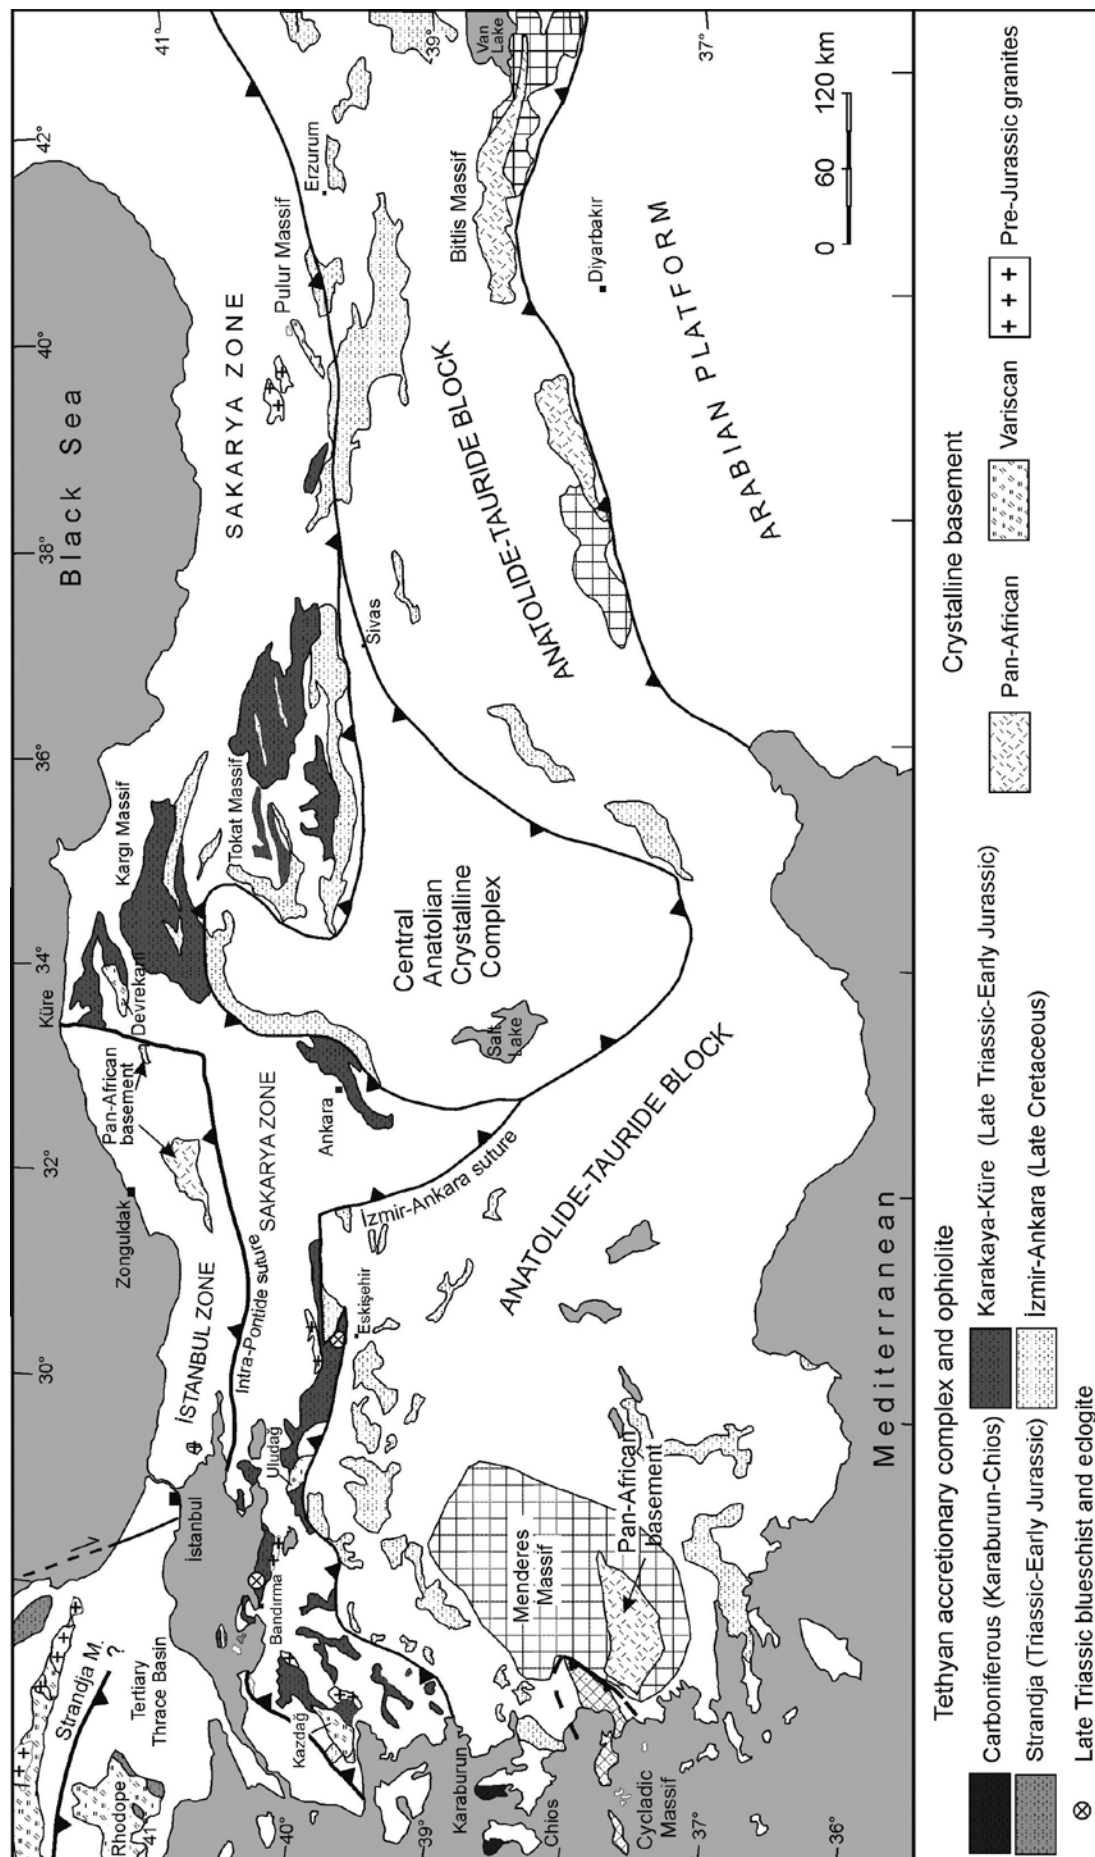 Black Sea
Mediterranean
SAKARYA ZONE
SAKARYA ZONE
İSTANBUL ZONE
ANATOLIDE-TAURIDE BLOCK
ANATOLIDE-TAURIDE BLOCK
ARABIAN PLATFORM
Intra-Pontide suture
İzmir-Ankara suture
Rhodope
Strandja M.
?
Tertiary
Thrace Basin
İstanbul
Zonguldak
Küre
Pan-African
basement
Devrekani
Kargı Massif
Tokat Massif
Pulur Massif
Erzurum
Van
Lake
Bitlis Massif
Diyarbakır
Sivas
Central
Anatolian
Crystalline
Complex
Salt
Lake
Ankara
Eskişehir
Uludağ
Bandırma
Kazdağ
Karaburun
Chios
Cycladic
Massif
Menderes
Massif
Pan-African
basement
30°
32°
34°
36°
38°
40°
42°
41°
39°
37°
41°
40°
39°
37°
36°
0 60 120 km
Tethyan accretionary complex and ophiolite
Carboniferous (Karaburun-Chios)
Karakaya-Küre (Late Triassic-Early Jurassic)
Strandja (Triassic-Early Jurassic)
İzmir-Ankara (Late Cretaceous)
Late Triassic blueschist and eclogite
Crystalline basement
Pan-African
Variscan
Pre-Jurassic granites